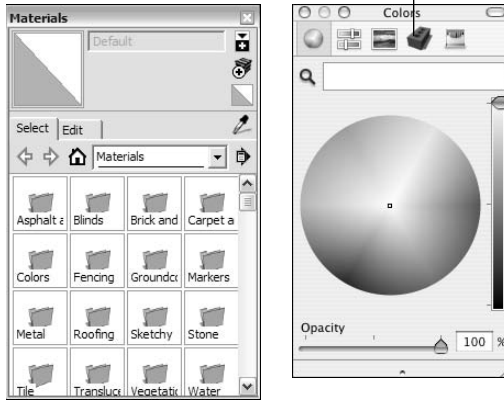 Materials
Default
Select Edit
Materials
Asphalt a Blinds Brick and Carpet a
Colors Fencing Groundcc Markers
Metal Roofing Sketchy Stone
Tile Transluce Vegetatic Water
Colors
Opacity
100 %